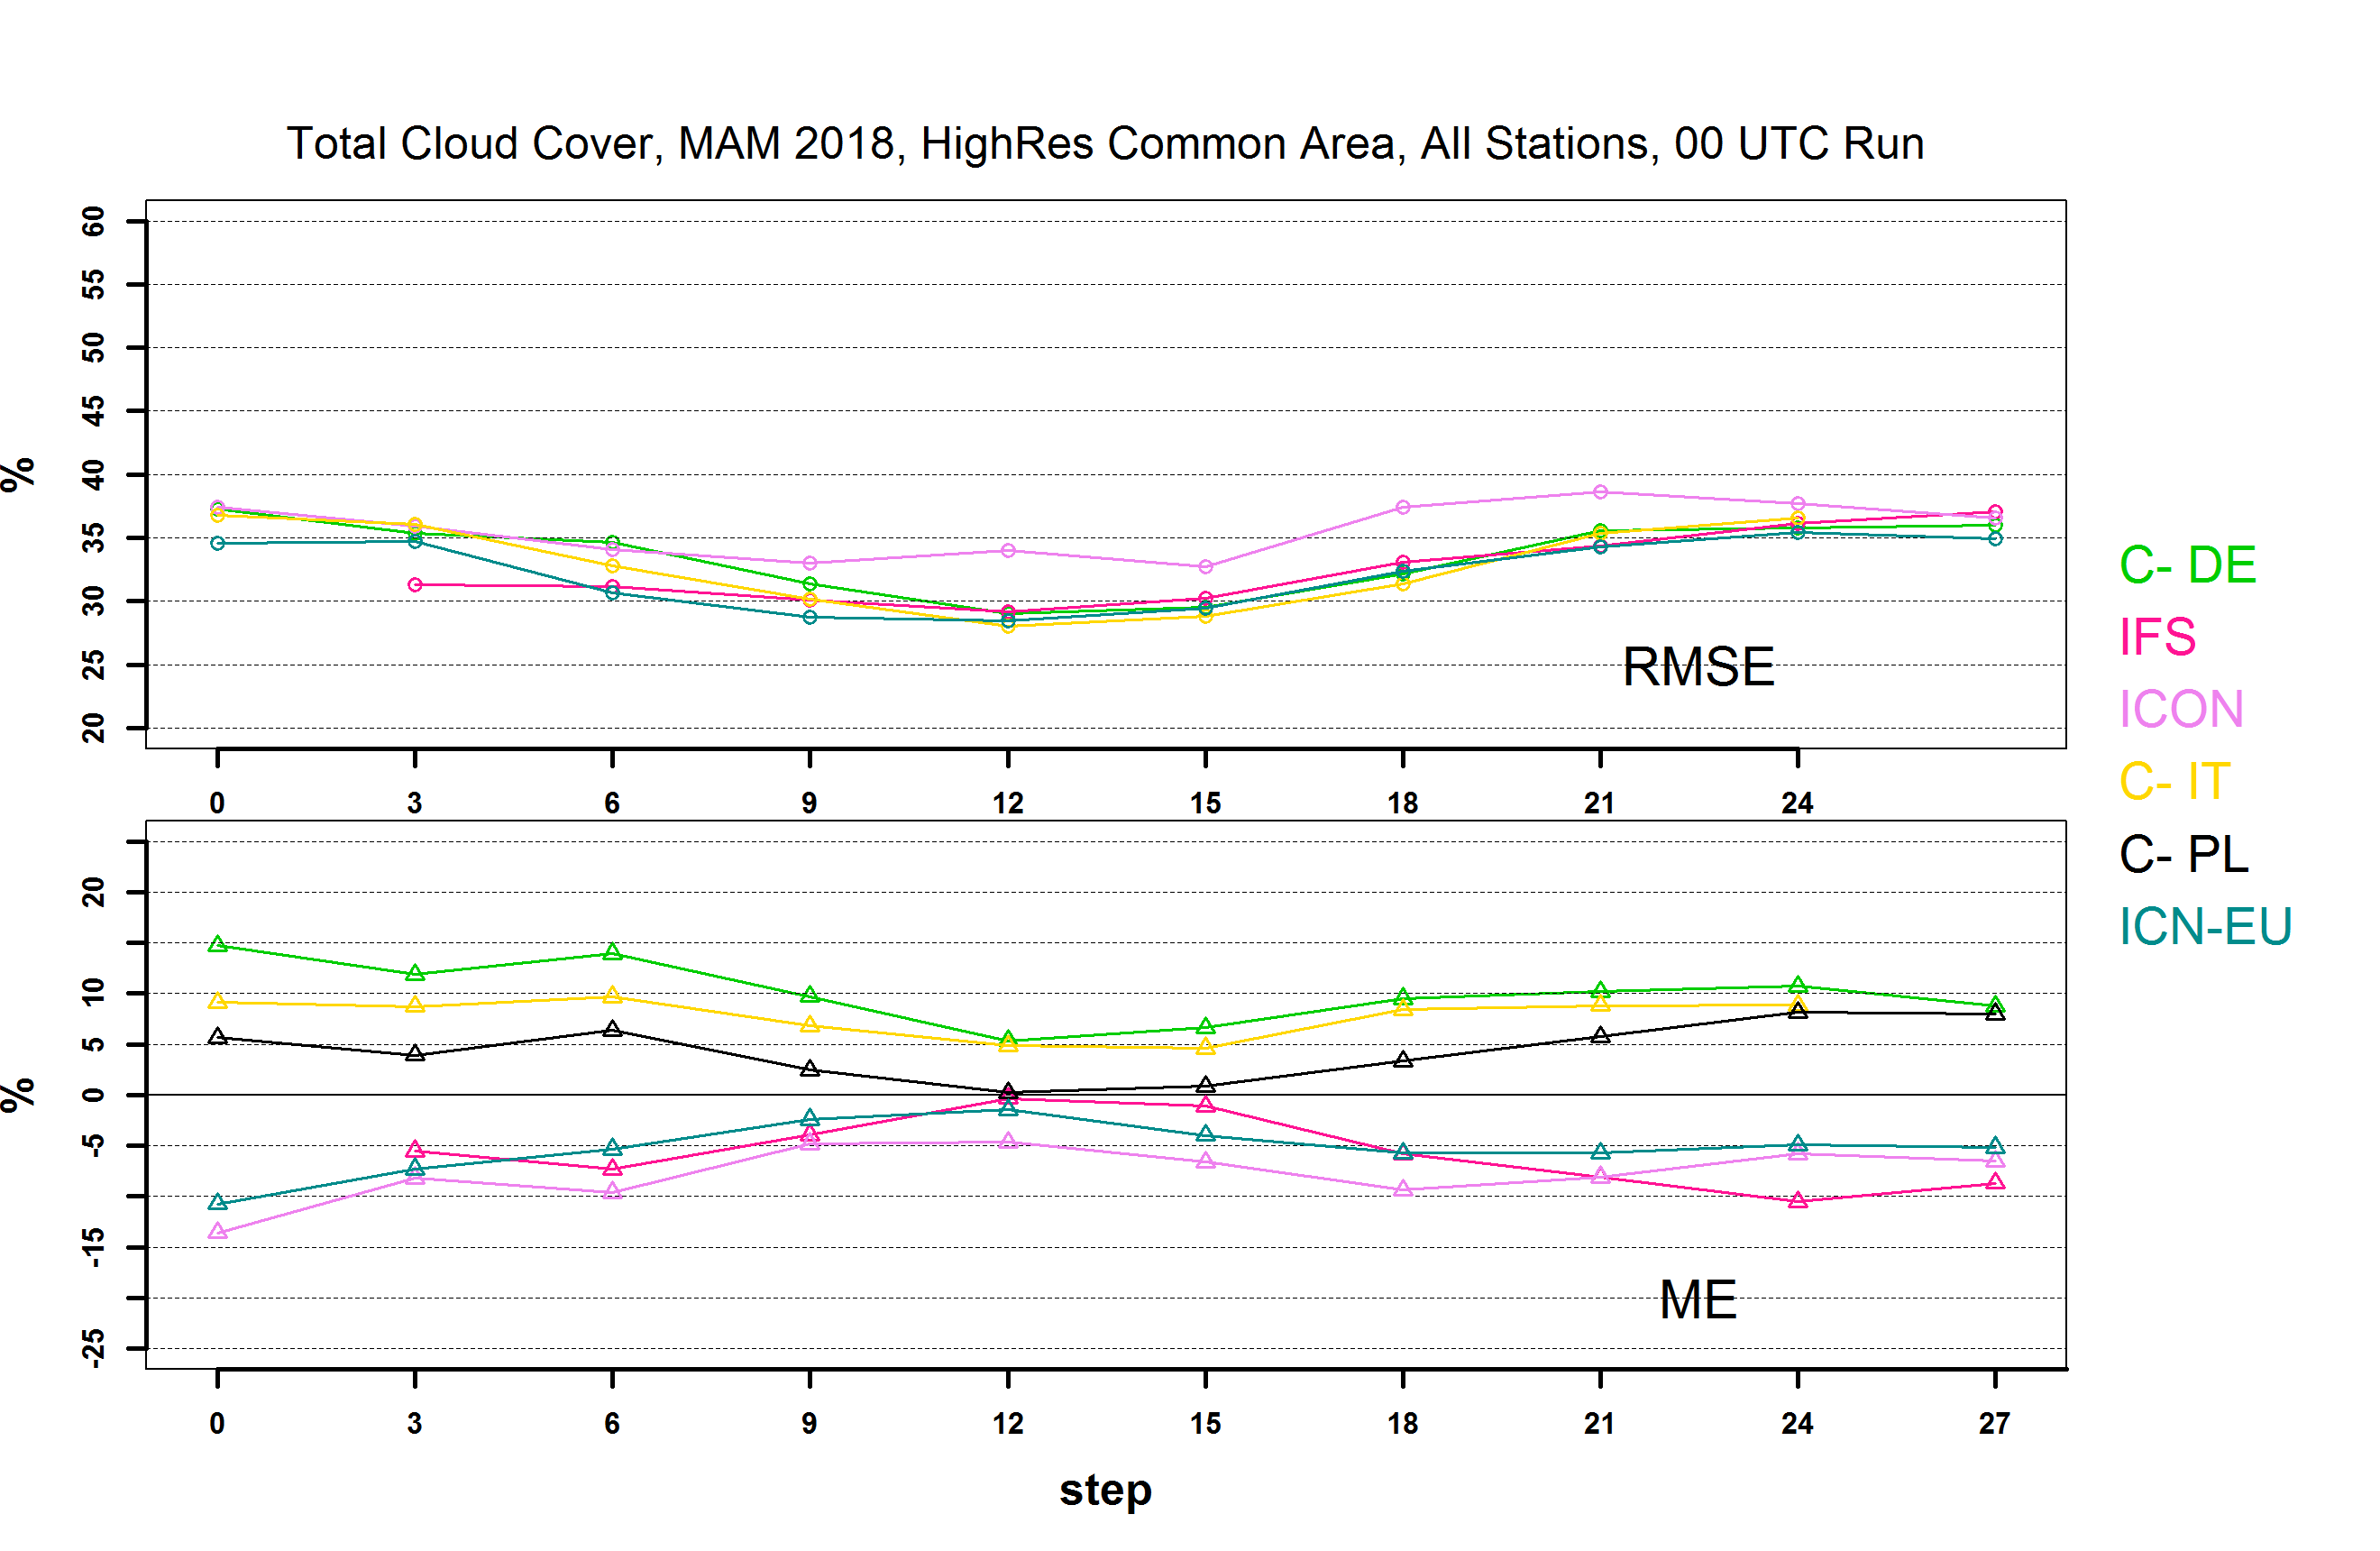 Total Cloud Cover, MAM 2018, HighRes Common Area, All Stations, 00 UTC Run
%
60
55
50
45
40
35
30
25
20
RMSE
0 3 6 9 12 15 18 21 24
%
20
10
5
0
-5
-15
-25
ME
0 3 6 9 12 15 18 21 24 27
step
C- DE
IFS
ICON
C- IT
C- PL
ICN-EU